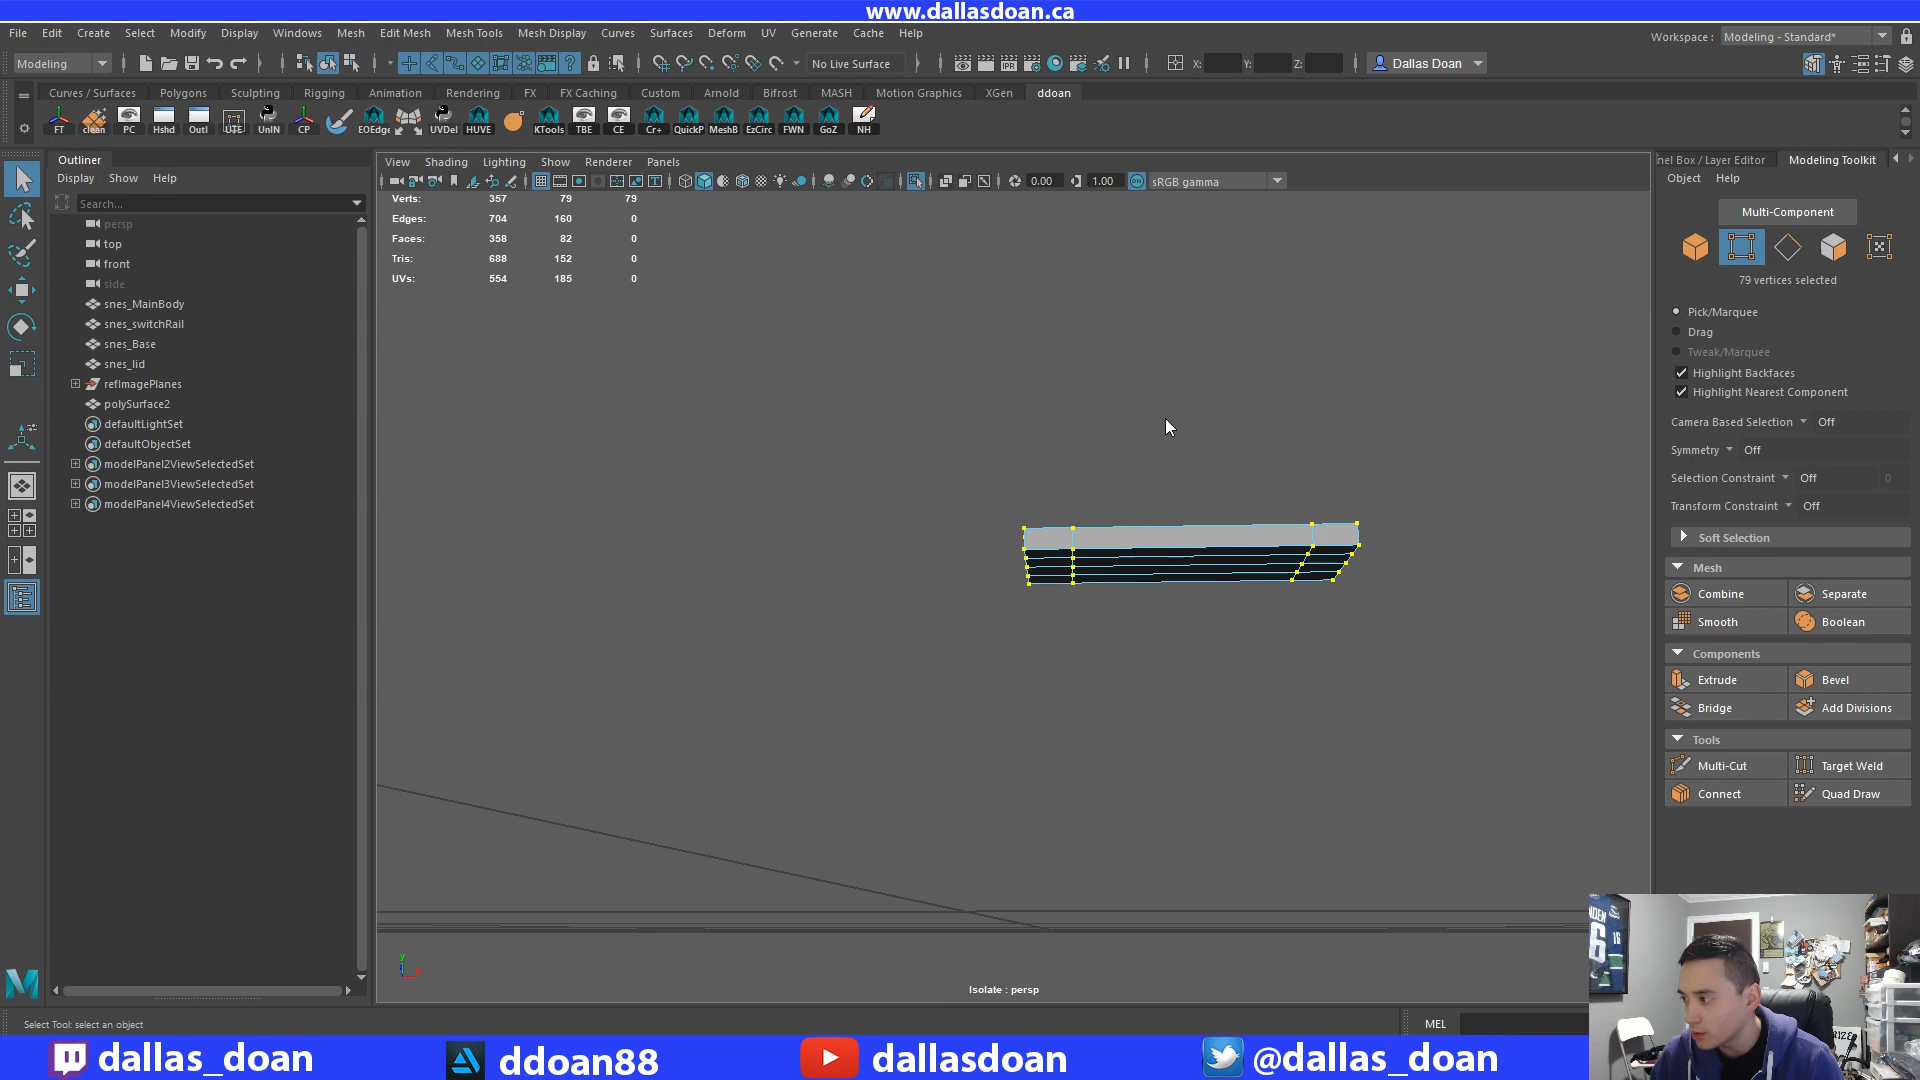 www.dallasdoan.ca
File Edit Create Select Modify Display Windows Mesh Edit Mesh Mesh Tools Mesh Display Curves Surfaces Deform UV Generate Cache Help
Workspace : Modeling - Standard*
Modeling No Live Surface X: Y: Z: Dallas Doan
Curves / Surfaces Polygons Sculpting Rigging Animation Rendering FX FX Caching Custom Arnold Bifrost MASH Motion Graphics XGen ddoan
FT clean PC Hshd Outl UTE UnIN CP EOEdge UVDel HUVE KTools TBE CE Cr+ QuickP MeshB EzCirc FWN GoZ NH
Outliner
Display Show Help
Search...
persp
top
front
side
snes_MainBody
snes_switchRail
snes_Base
snes_lid
refImagePlanes
polySurface2
defaultLightSet
defaultObjectSet
modelPanel2ViewSelectedSet
modelPanel3ViewSelectedSet
modelPanel4ViewSelectedSet
View Shading Lighting Show Renderer Panels
0.00 1.00 ON sRGB gamma
Verts: 357 79 79
Edges: 704 160 0
Faces: 358 82 0
Tris: 688 152 0
UVs: 554 185 0
y
Isolate : persp
nel Box / Layer Editor Modeling Toolkit
Object Help
Multi-Component
79 vertices selected
Pick/Marquee
Drag
Tweak/Marquee
Highlight Backfaces
Highlight Nearest Component
Camera Based Selection Off
Symmetry Off
Selection Constraint Off 0
Transform Constraint Off
Soft Selection
Mesh
Combine Separate
Smooth Boolean
Components
Extrude Bevel
Bridge Add Divisions
Tools
Multi-Cut Target Weld
Connect Quad Draw
Select Tool: select an object
MEL
dallas_doan ddoan88 dallasdoan @dallas_doan